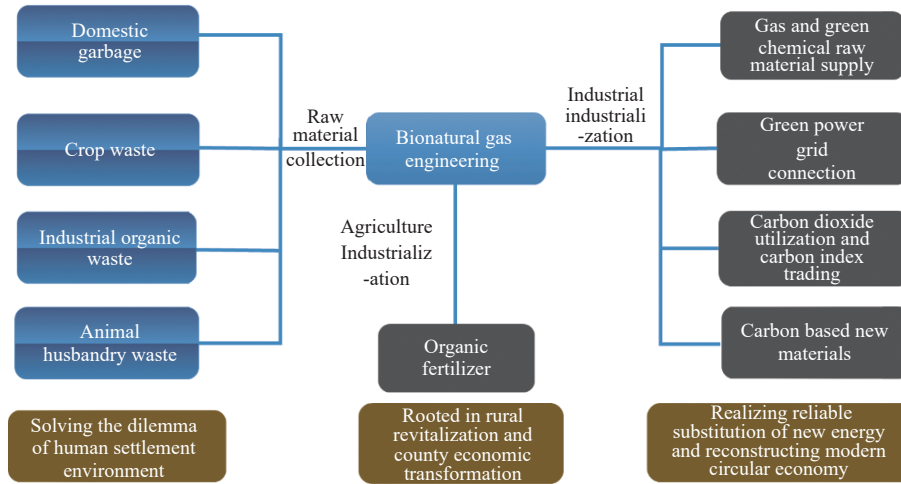 Domestic
garbage
Crop waste
Industrial organic
waste
Animal
husbandry waste
Raw
material
collection
Bionatural gas
engineering
Industrial
industriali
-zation
Agriculture
Industrializ
-ation
Organic
fertilizer
Gas and green
chemical raw
material supply
Green power
grid
connection
Carbon dioxide
utilization and
carbon index
trading
Carbon based new
materials
Solving the dilemma
of human settlement
environment
Rooted in rural
revitalization and
county economic
transformation
Realizing reliable
substitution of new energy
and reconstructing modern
circular economy